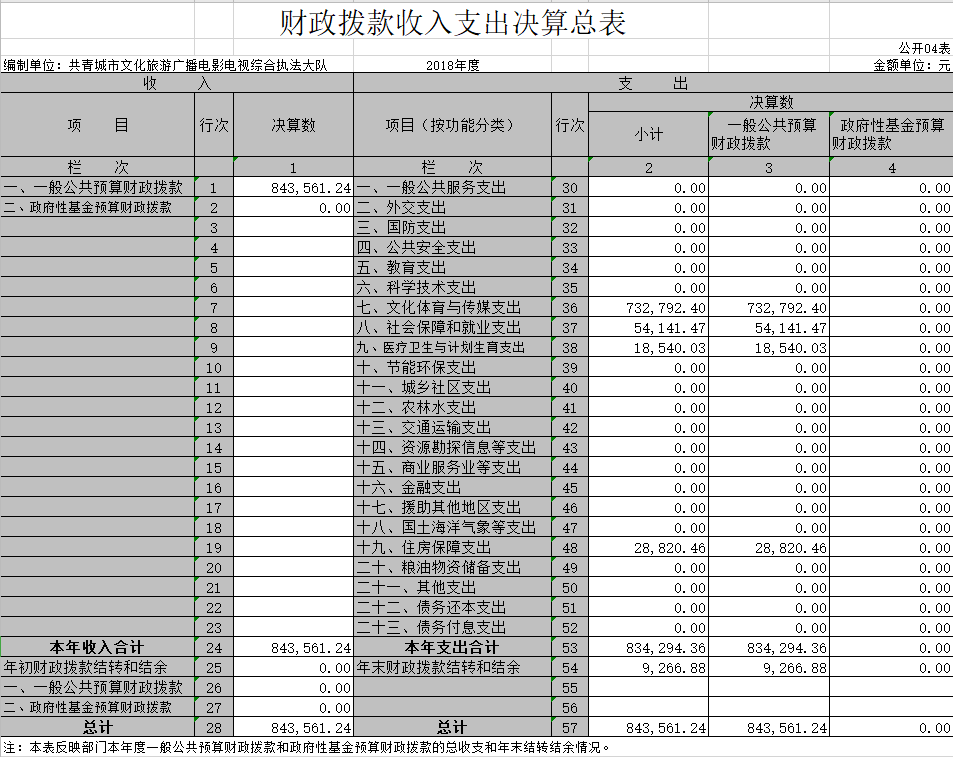 财政拨款收入支出决算总表
公开04表
编制单位：共青城市文化旅游广播电影电视综合执法大队 2018年度 金额单位：元
收 入 支 出
项 目 行次 决算数 项目（按功能分类） 行次 决算数
小计 一般公共预算财政拨款 政府性基金预算财政拨款
栏 次 1 栏 次 2 3 4
一、一般公共预算财政拨款 1 843,561.24 一、一般公共服务支出 30 0.00 0.00 0.00
二、政府性基金预算财政拨款 2 0.00 二、外交支出 31 0.00 0.00 0.00
3 三、国防支出 32 0.00 0.00 0.00
4 四、公共安全支出 33 0.00 0.00 0.00
5 五、教育支出 34 0.00 0.00 0.00
6 六、科学技术支出 35 0.00 0.00 0.00
7 七、文化体育与传媒支出 36 732,792.40 732,792.40 0.00
8 八、社会保障和就业支出 37 54,141.47 54,141.47 0.00
9 九、医疗卫生与计划生育支出 38 18,540.03 18,540.03 0.00
10 十、节能环保支出 39 0.00 0.00 0.00
11 十一、城乡社区支出 40 0.00 0.00 0.00
12 十二、农林水支出 41 0.00 0.00 0.00
13 十三、交通运输支出 42 0.00 0.00 0.00
14 十四、资源勘探信息等支出 43 0.00 0.00 0.00
15 十五、商业服务业等支出 44 0.00 0.00 0.00
16 十六、金融支出 45 0.00 0.00 0.00
17 十七、援助其他地区支出 46 0.00 0.00 0.00
18 十八、国土海洋气象等支出 47 0.00 0.00 0.00
19 十九、住房保障支出 48 28,820.46 28,820.46 0.00
20 二十、粮油物资储备支出 49 0.00 0.00 0.00
21 二十一、其他支出 50 0.00 0.00 0.00
22 二十二、债务还本支出 51 0.00 0.00 0.00
23 二十三、债务付息支出 52 0.00 0.00 0.00
本年收入合计 24 843,561.24 本年支出合计 53 834,294.36 834,294.36 0.00
年初财政拨款结转和结余 25 0.00 年末财政拨款结转和结余 54 9,266.88 9,266.88 0.00
一、一般公共预算财政拨款 26 0.00 55
二、政府性基金预算财政拨款 27 0.00 56
总计 28 843,561.24 总计 57 843,561.24 843,561.24 0.00
注：本表反映部门本年度一般公共预算财政拨款和政府性基金预算财政拨款的总收支和年末结转结余情况。